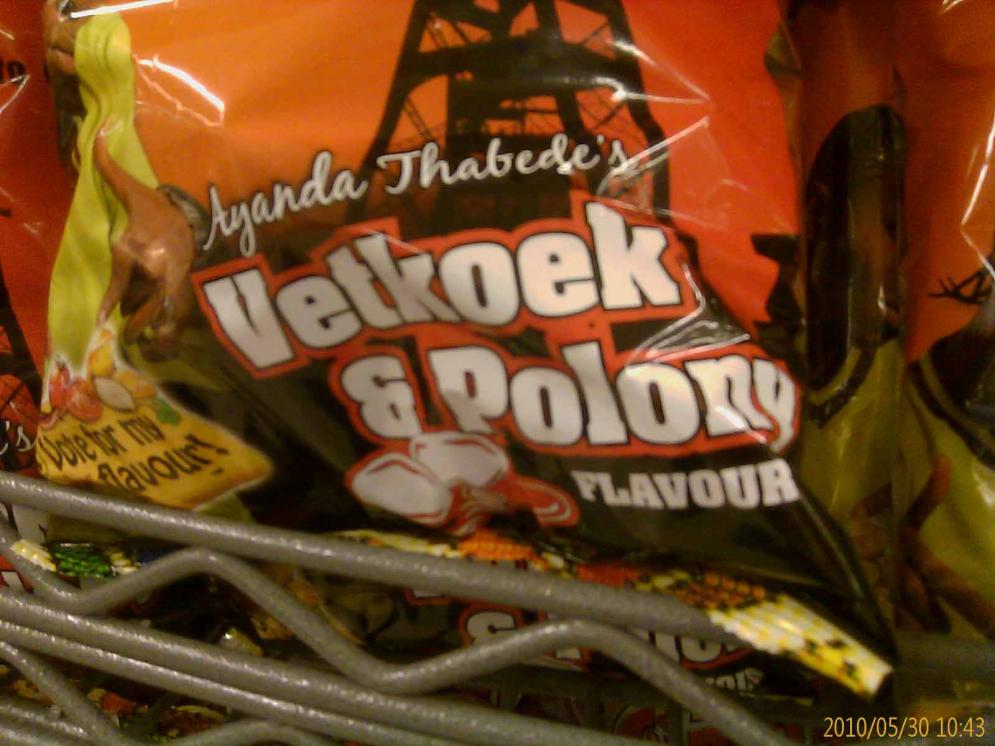 Ayanda Thabede's
Vetkoek
& Polony
FLAVOUR
Vote for my
flavour!
2010/05/30 10:43